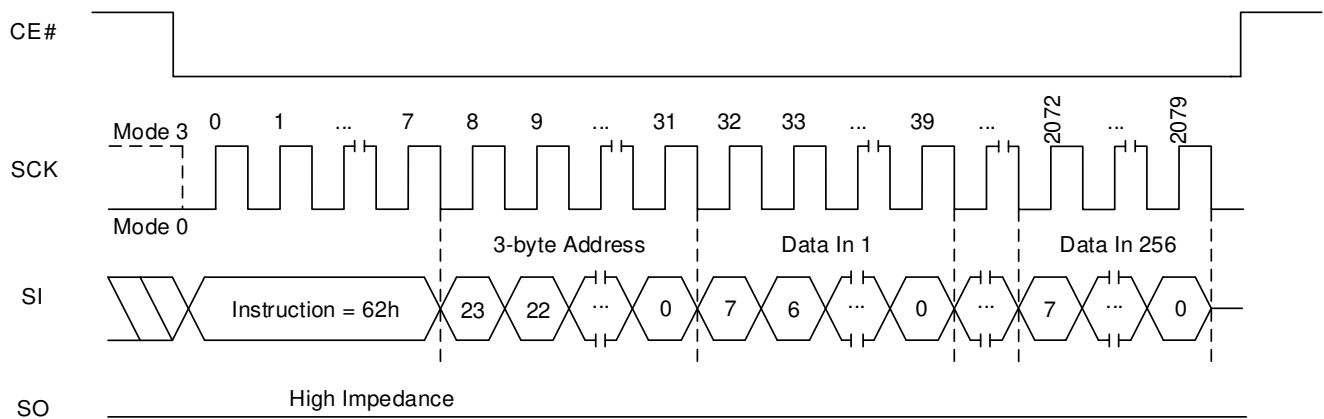 CE#
Mode 3 0 1 ... 7 8 9 ... 31 32 33 ... 39 ... 2072 ... 2079
SCK
Mode 0
3-byte Address Data In 1 Data In 256
SI Instruction = 62h 23 22 ... 0 7 6 ... 0 ... 7 ... 0
High Impedance
SO